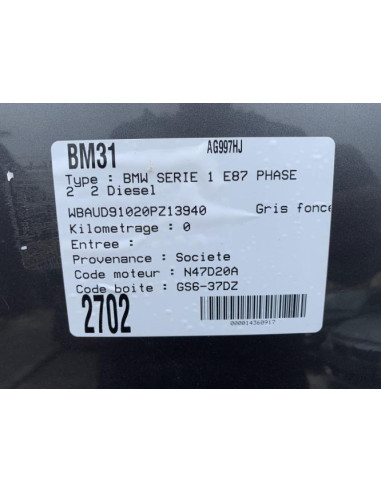 BM31 AG997HJ
Type : BMW SERIE 1 E87 PHASE
2 2 Diesel
WBAUD91020PZ13940 Gris fonce
Kilometrage : 0
Entree :
Provenance : Societe
Code moteur : N47D20A
Code boite : GS6-37DZ
2702
000014368917